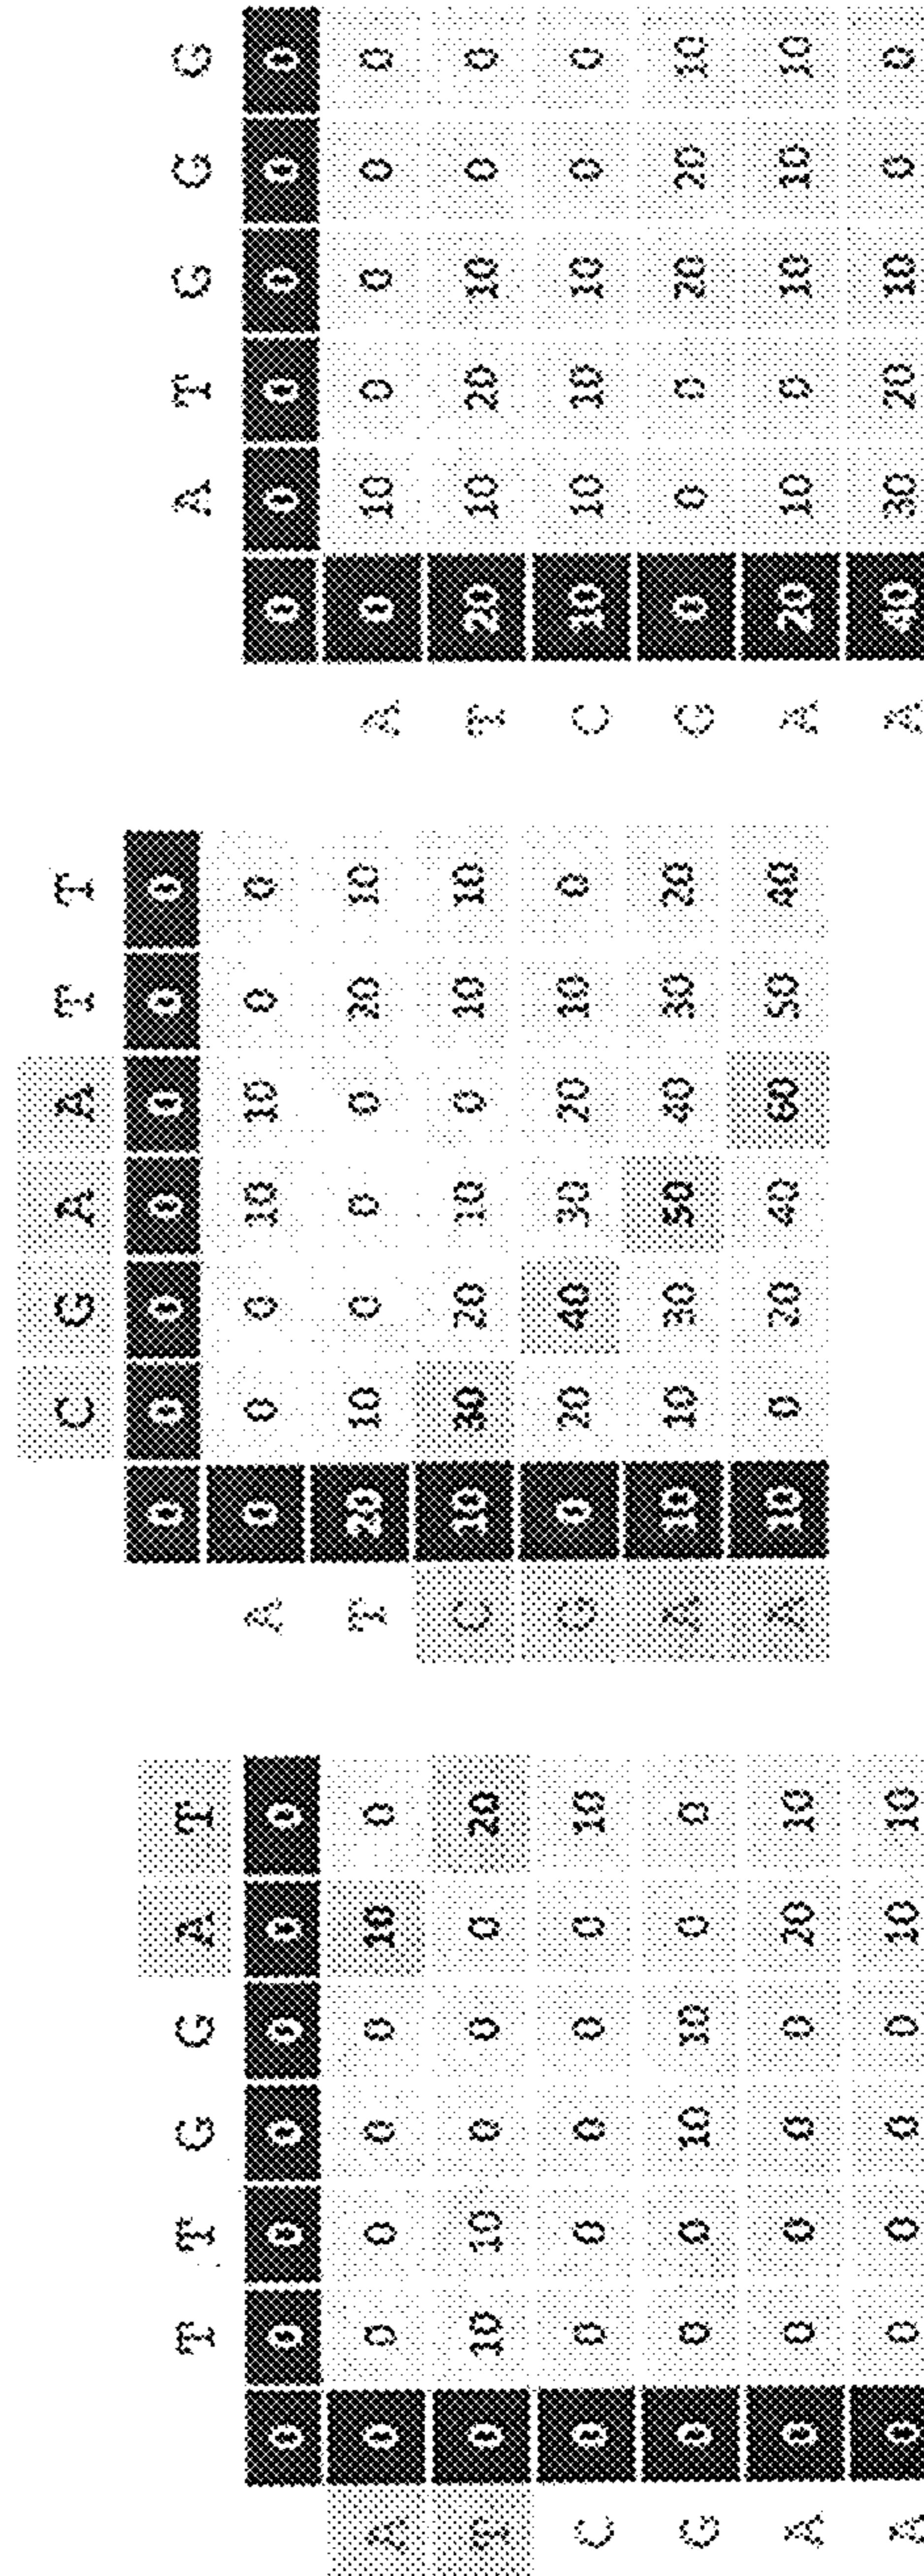 T T G G A T
0 0 0 0 0 0 0
A 0 0 0 0 0 10 0
T 0 10 10 0 0 0 20
C 0 0 0 0 0 0 10
G 0 0 0 10 10 0 0
A 0 0 0 0 0 20 10
A 0 0 0 0 0 10 10
C G A A T T
0 0 0 0 0 0 0
A 0 0 0 10 10 0 0
T 20 10 0 0 0 20 10
C 10 30 20 10 0 10 10
G 0 20 40 30 20 10 0
A 10 10 30 50 40 30 20
A 10 0 20 40 60 50 40
A T G G G
0 0 0 0 0 0
A 0 10 0 0 0 0
T 20 10 20 10 0 0
C 10 10 10 10 0 0
G 0 0 0 20 20 10
A 20 10 0 10 10 10
A 40 30 20 10 0 0